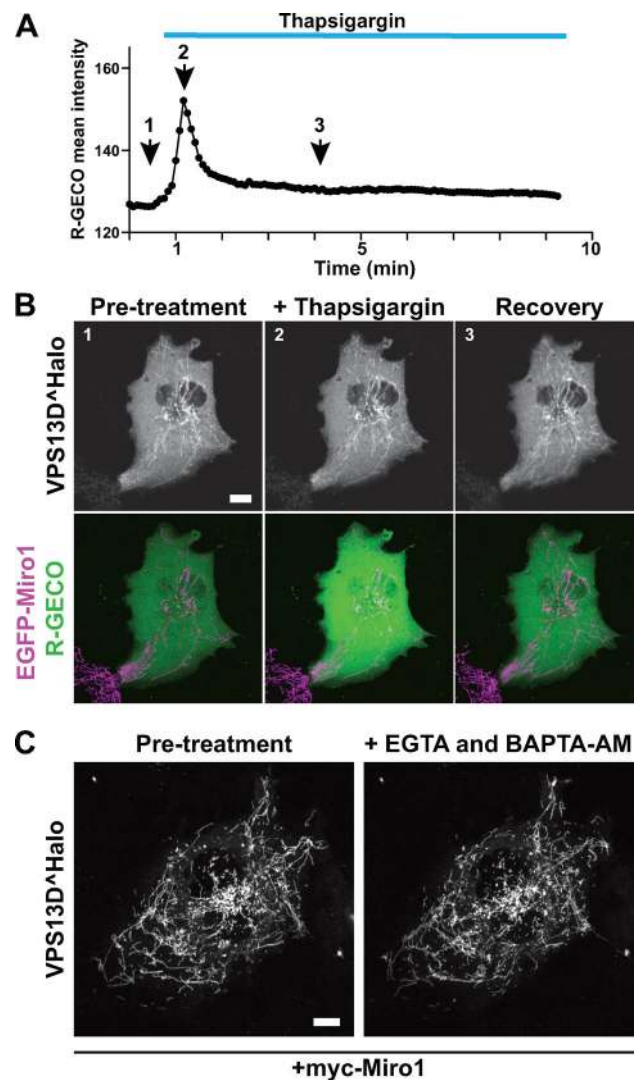 A
Thapsigargin
R-GECO mean intensity
160
140
120
1
2
3
1
5
10
Time (min)
B
Pre-treatment
+ Thapsigargin
Recovery
VPS13D^Halo
1
2
3
EGFP-Miro1
R-GECO
C
Pre-treatment
+ EGTA and BAPTA-AM
VPS13D^Halo
+myc-Miro1